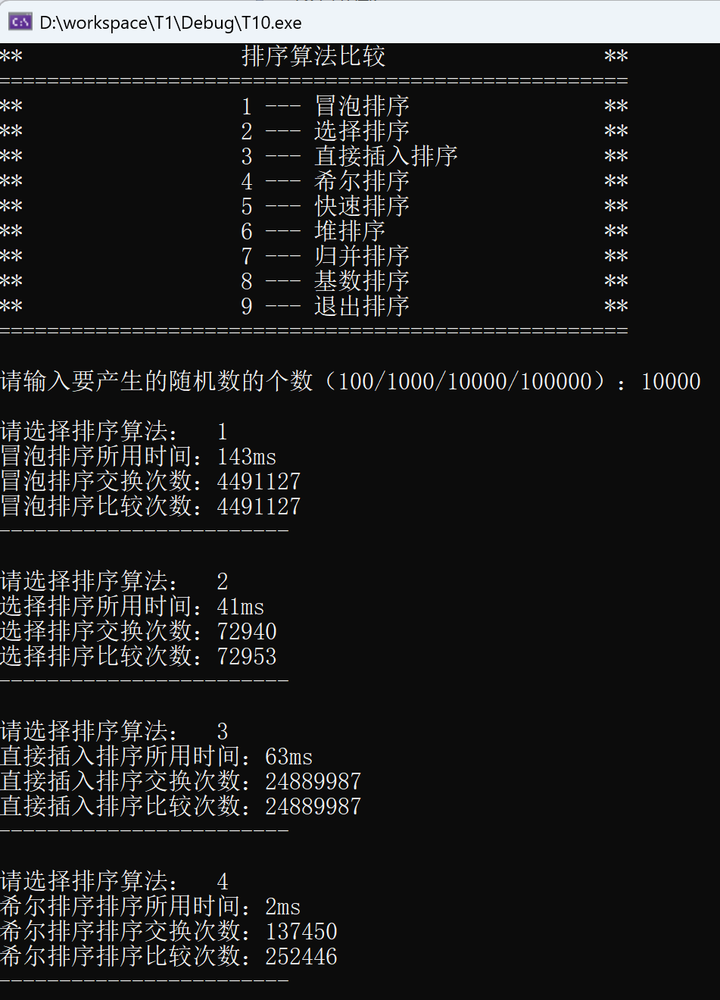 D:\workspace\T1\Debug\T10.exe
** 排序算法比较 **
====================================================
** 1 --- 冒泡排序 **
** 2 --- 选择排序 **
** 3 --- 直接插入排序 **
** 4 --- 希尔排序 **
** 5 --- 快速排序 **
** 6 --- 堆排序 **
** 7 --- 归并排序 **
** 8 --- 基数排序 **
** 9 --- 退出排序 **
====================================================
请输入要产生的随机数的个数（100/1000/10000/100000）：10000
请选择排序算法： 1
冒泡排序所用时间：143ms
冒泡排序交换次数：4491127
冒泡排序比较次数：4491127
------------------------
请选择排序算法： 2
选择排序所用时间：41ms
选择排序交换次数：72940
选择排序比较次数：72953
------------------------
请选择排序算法： 3
直接插入排序所用时间：63ms
直接插入排序交换次数：24889987
直接插入排序比较次数：24889987
------------------------
请选择排序算法： 4
希尔排序排序所用时间：2ms
希尔排序排序交换次数：137450
希尔排序排序比较次数：252446
------------------------